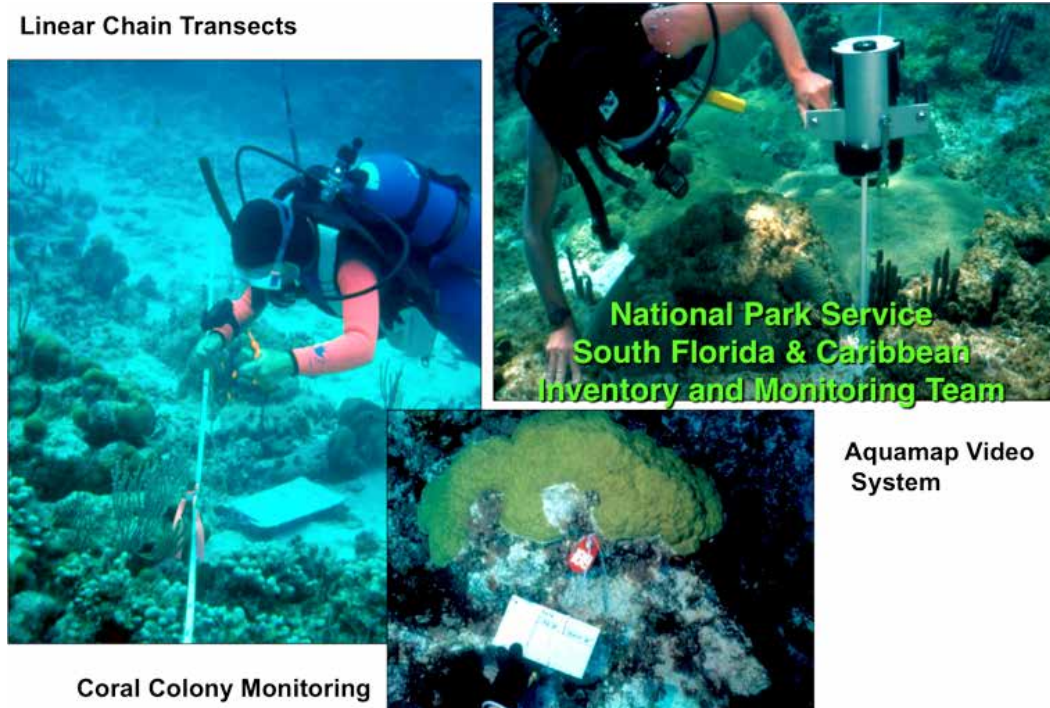 Linear Chain Transects
National Park Service
South Florida & Caribbean
Inventory and Monitoring Team
Aquamap Video
System
Coral Colony Monitoring